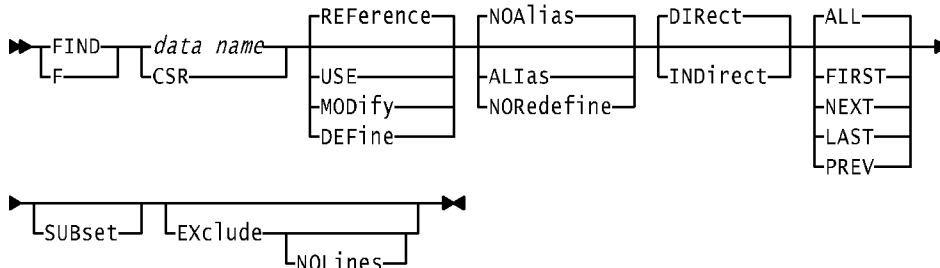 REFerence NOAlias DIRect ALL
FIND data name
F CSR USE ALIas INDirect FIRST
MODify NORedefine NEXT
DEFine LAST
PREV
SUBset EXclude
NOLines